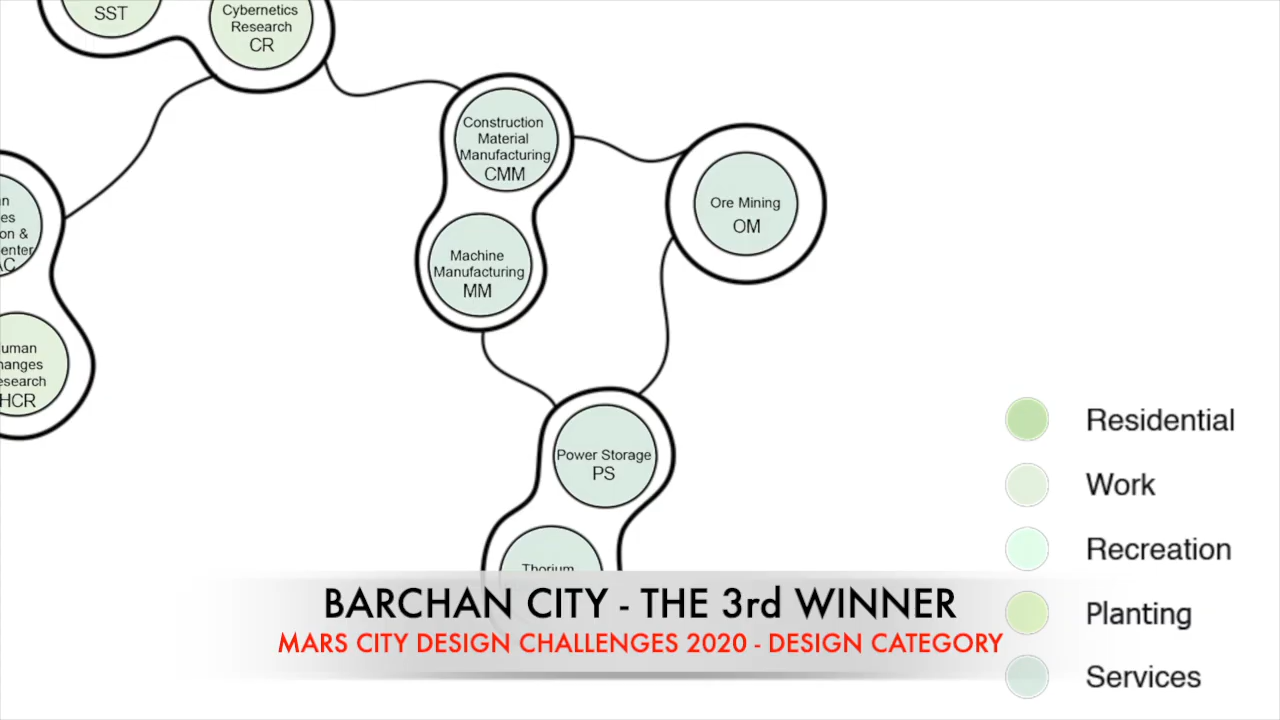 SST
Cybernetics
Research
CR
Construction
Material
Manufacturing
CMM
Ore Mining
OM
Machine
Manufacturing
MM
Power Storage
PS
Thorium
HCR
Residential
Work
Recreation
Planting
Services
BARCHAN CITY - THE 3rd WINNER
MARS CITY DESIGN CHALLENGES 2020 - DESIGN CATEGORY